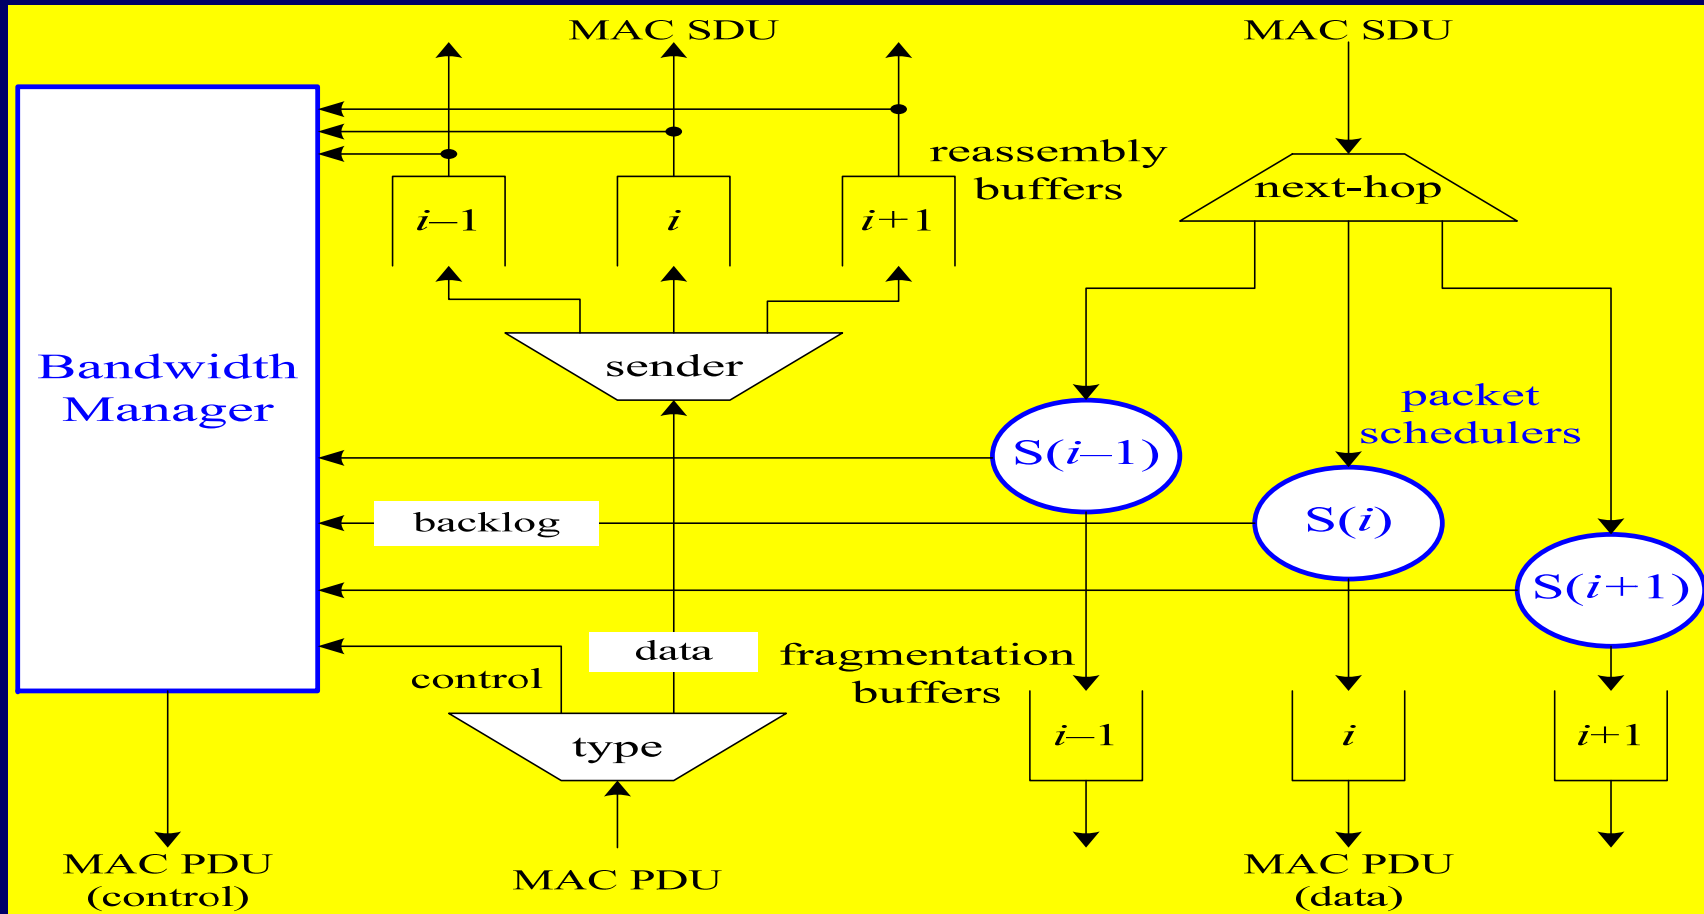 MAC SDU
MAC SDU
reassembly
buffers
i–1
i
i+1
next-hop
sender
Bandwidth
Manager
packet
schedulers
S(i–1)
S(i)
S(i+1)
backlog
data
control
fragmentation
buffers
type
i–1
i
i+1
MAC PDU
(control)
MAC PDU
MAC PDU
(data)